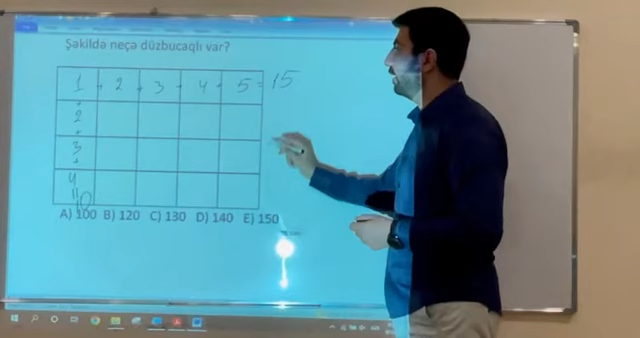 Şəkildə neçə düzbucaqlı var?
1 + 2 + 3 + 4 + 5 = 15
+
2
+
3
+
4
=
10
A) 100 B) 120 C) 130 D) 140 E) 150